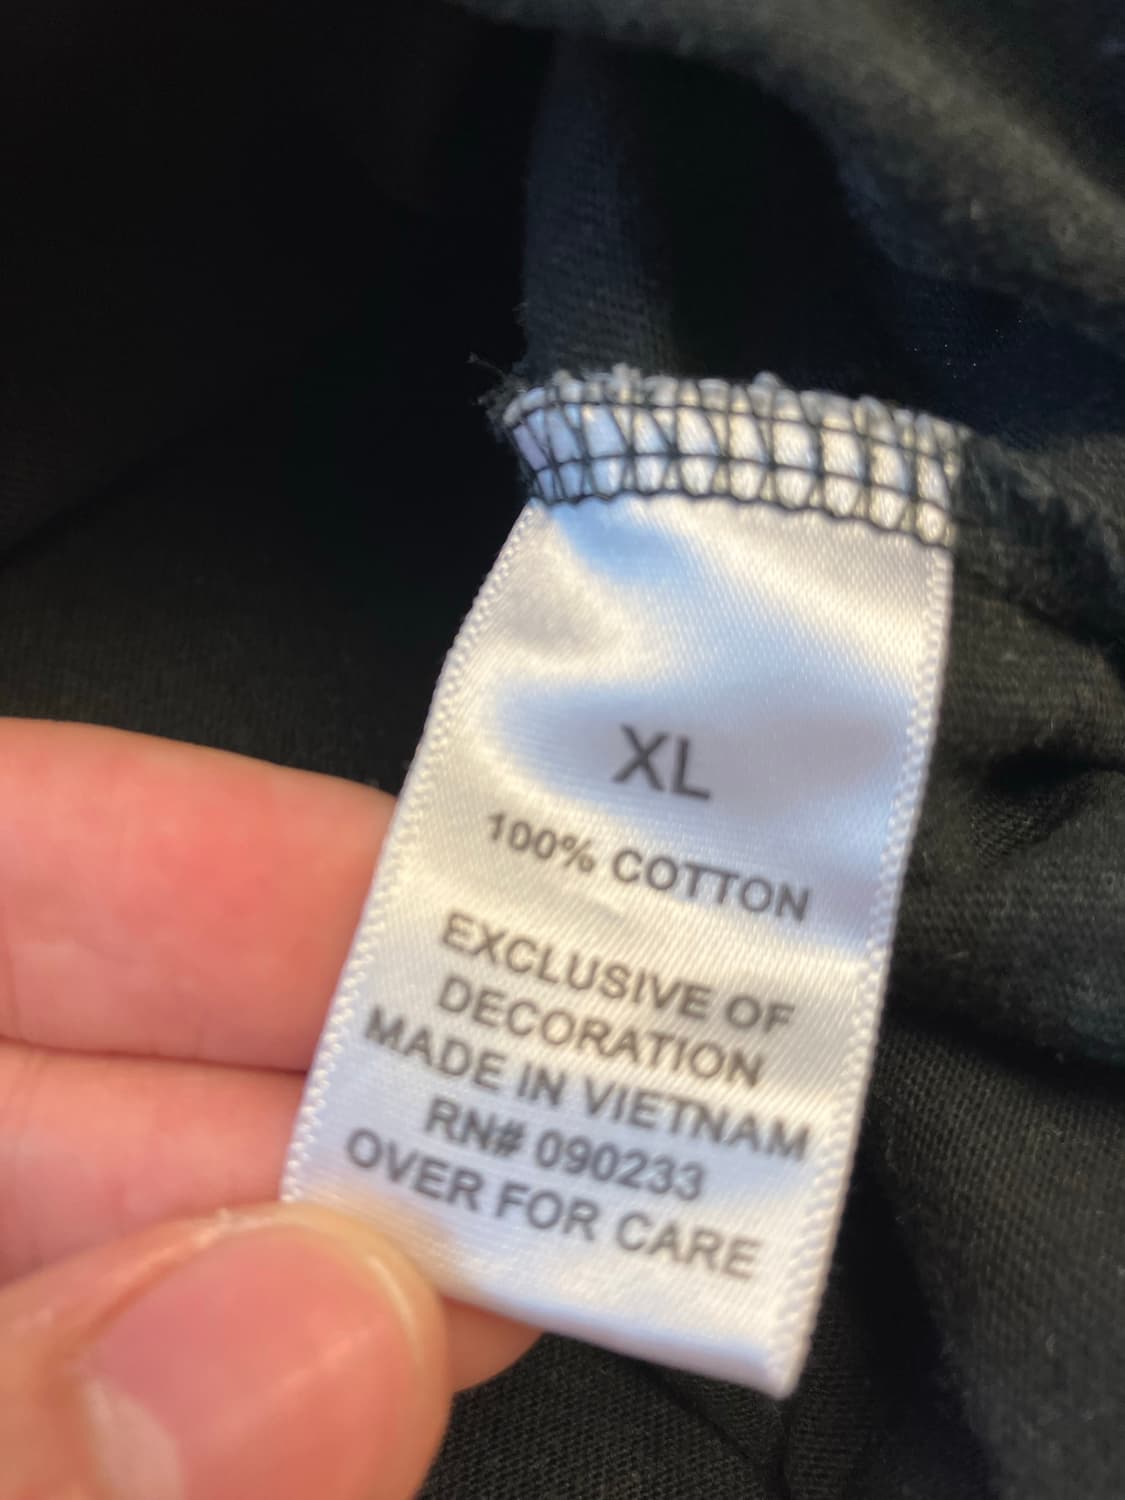 XL
100% COTTON
EXCLUSIVE OF
DECORATION
MADE IN VIETNAM
RN# 090233
OVER FOR CARE